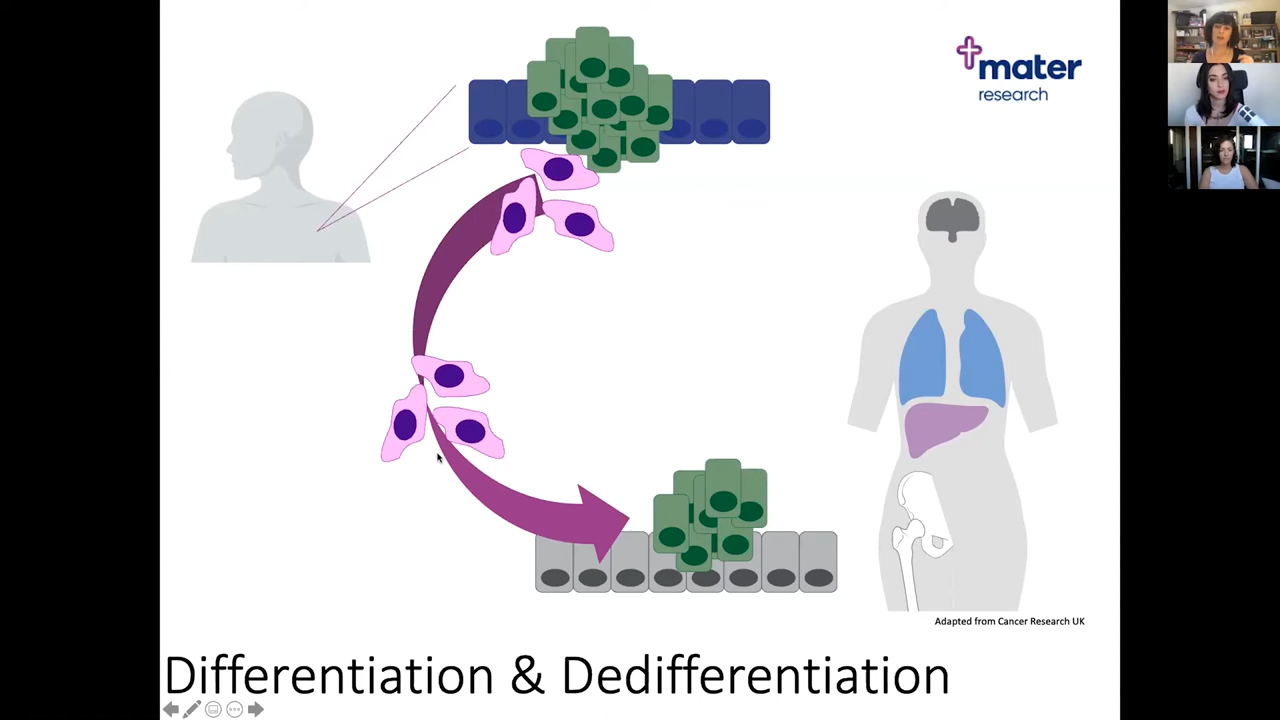 mater
research
Adapted from Cancer Research UK
Differentiation & Dedifferentiation